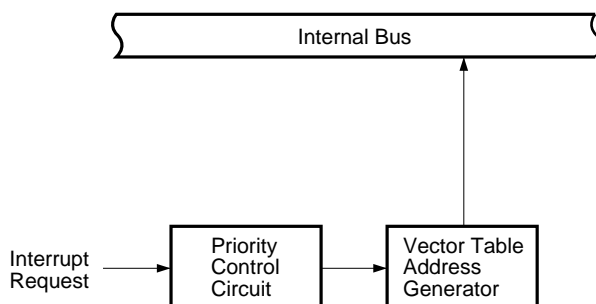 Internal Bus
Interrupt
Request
Priority
Control
Circuit
Vector Table
Address
Generator